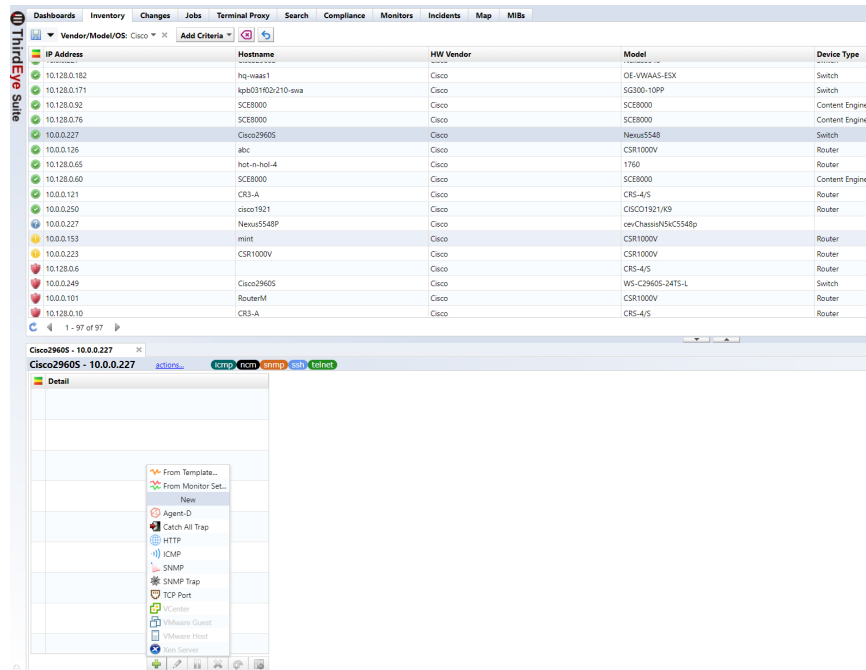 ThirdEye Suite
Dashboards Inventory Changes Jobs Terminal Proxy Search Compliance Monitors Incidents Map MIBs
Vendor/Model/OS: Cisco Add Criteria
IP Address Hostname HW Vendor Model Device Type
10.128.0.182 hq-waas1 Cisco OE-VWAAS-ESX Switch
10.128.0.171 kpb031f02r210-swa Cisco SG300-10PP Switch
10.128.0.92 SCE8000 Cisco SCE8000 Content Engine
10.128.0.76 SCE8000 Cisco SCE8000 Content Engine
10.0.0.227 Cisco2960S Cisco Nexus5548 Switch
10.0.0.126 abc Cisco CSR1000V Router
10.128.0.65 hot-n-hol-4 Cisco 1760 Router
10.128.0.60 SCE8000 Cisco SCE8000 Content Engine
10.0.0.121 CR3-A Cisco CRS-4/S Router
10.0.0.250 cisco1921 Cisco CISCO1921/K9 Router
10.0.0.227 Nexus5548P Cisco cevChassisN5kC5548p
10.0.0.153 mint Cisco CSR1000V Router
10.0.0.223 CSR1000V Cisco CSR1000V Router
10.128.0.6 Cisco CRS-4/S Router
10.0.0.249 Cisco2960S Cisco WS-C2960S-24TS-L Switch
10.0.0.101 RouterM Cisco CSR1000V Router
10.128.0.10 CR3-A Cisco CRS-4/S Router
1 - 97 of 97
Cisco2960S - 10.0.0.227
Cisco2960S - 10.0.0.227 actions... icmp ncm snmp ssh telnet
Detail
From Template...
From Monitor Set...
New
Agent-D
Catch All Trap
HTTP
ICMP
SNMP
SNMP Trap
TCP Port
VCenter
VMware Guest
VMware Host
Xen Server